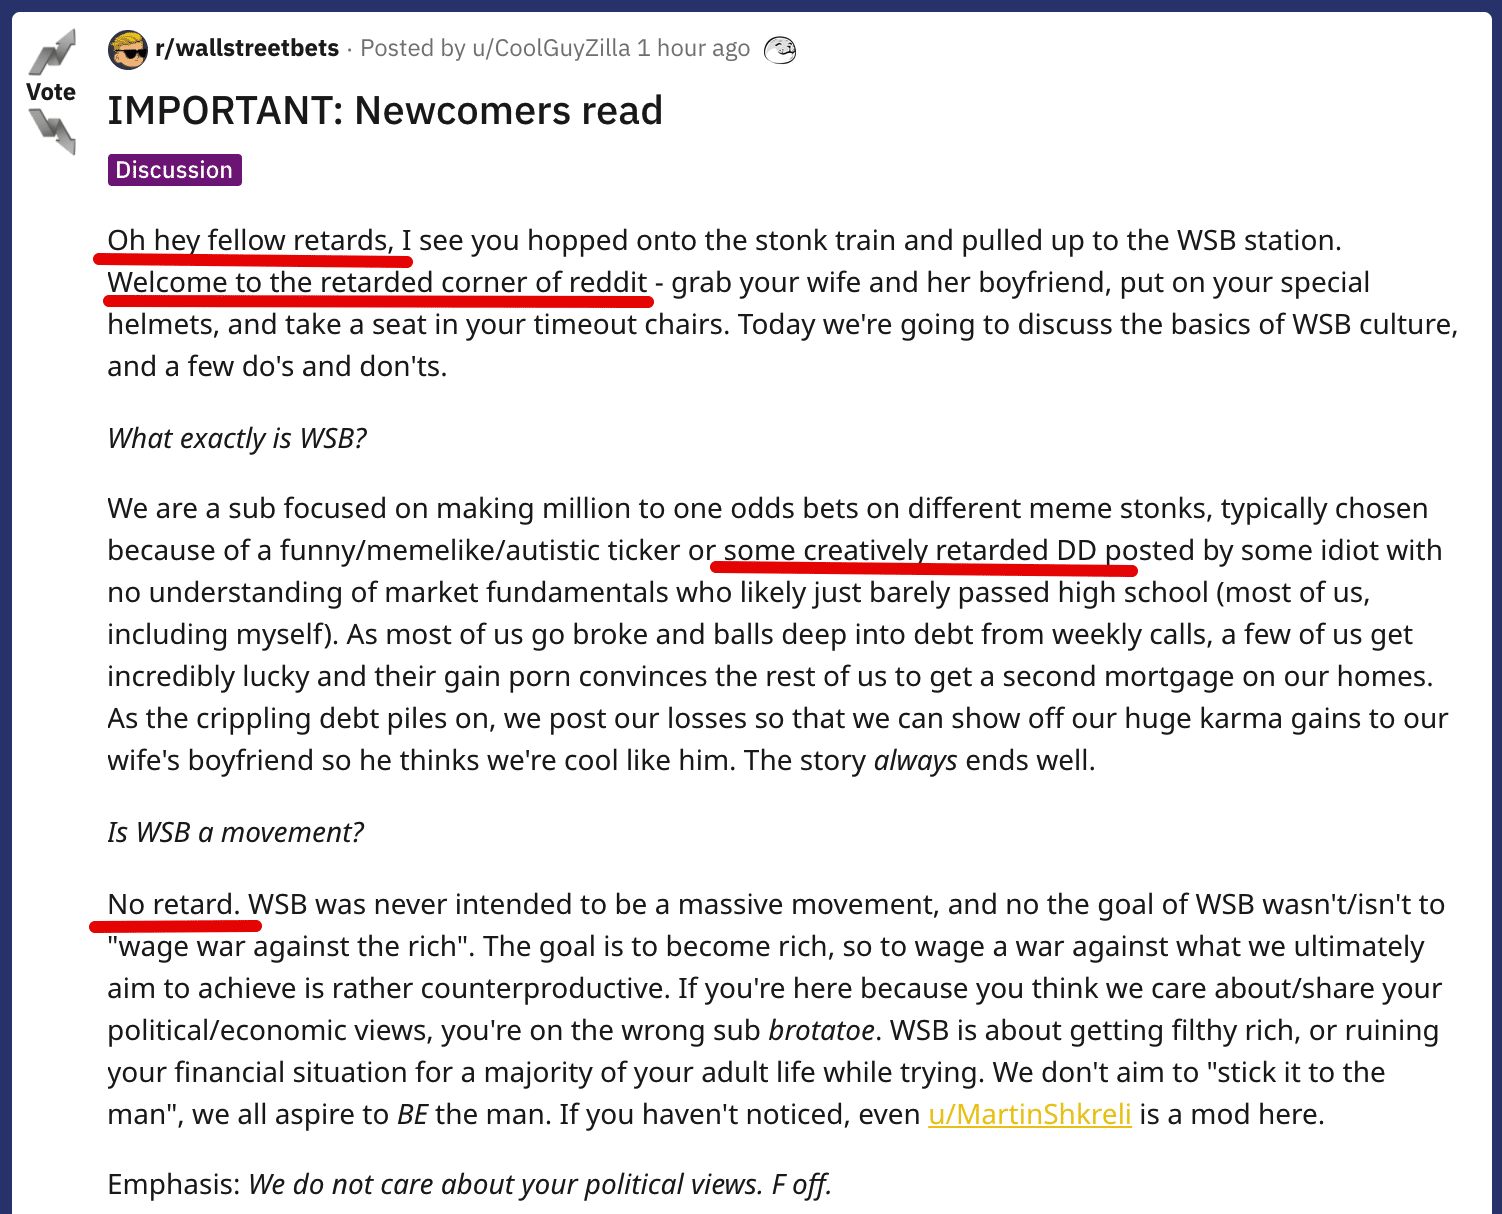 r/wallstreetbets · Posted by u/CoolGuyZilla 1 hour ago
Vote
IMPORTANT: Newcomers read
Discussion
Oh hey fellow retards, I see you hopped onto the stonk train and pulled up to the WSB station.
Welcome to the retarded corner of reddit - grab your wife and her boyfriend, put on your special
helmets, and take a seat in your timeout chairs. Today we're going to discuss the basics of WSB culture,
and a few do's and don'ts.
What exactly is WSB?
We are a sub focused on making million to one odds bets on different meme stonks, typically chosen
because of a funny/memelike/autistic ticker or some creatively retarded DD posted by some idiot with
no understanding of market fundamentals who likely just barely passed high school (most of us,
including myself). As most of us go broke and balls deep into debt from weekly calls, a few of us get
incredibly lucky and their gain porn convinces the rest of us to get a second mortgage on our homes.
As the crippling debt piles on, we post our losses so that we can show off our huge karma gains to our
wife's boyfriend so he thinks we're cool like him. The story always ends well.
Is WSB a movement?
No retard. WSB was never intended to be a massive movement, and no the goal of WSB wasn't/isn't to
"wage war against the rich". The goal is to become rich, so to wage a war against what we ultimately
aim to achieve is rather counterproductive. If you're here because you think we care about/share your
political/economic views, you're on the wrong sub brotatoe. WSB is about getting filthy rich, or ruining
your financial situation for a majority of your adult life while trying. We don't aim to "stick it to the
man", we all aspire to BE the man. If you haven't noticed, even u/MartinShkreli is a mod here.
Emphasis: We do not care about your political views. F off.